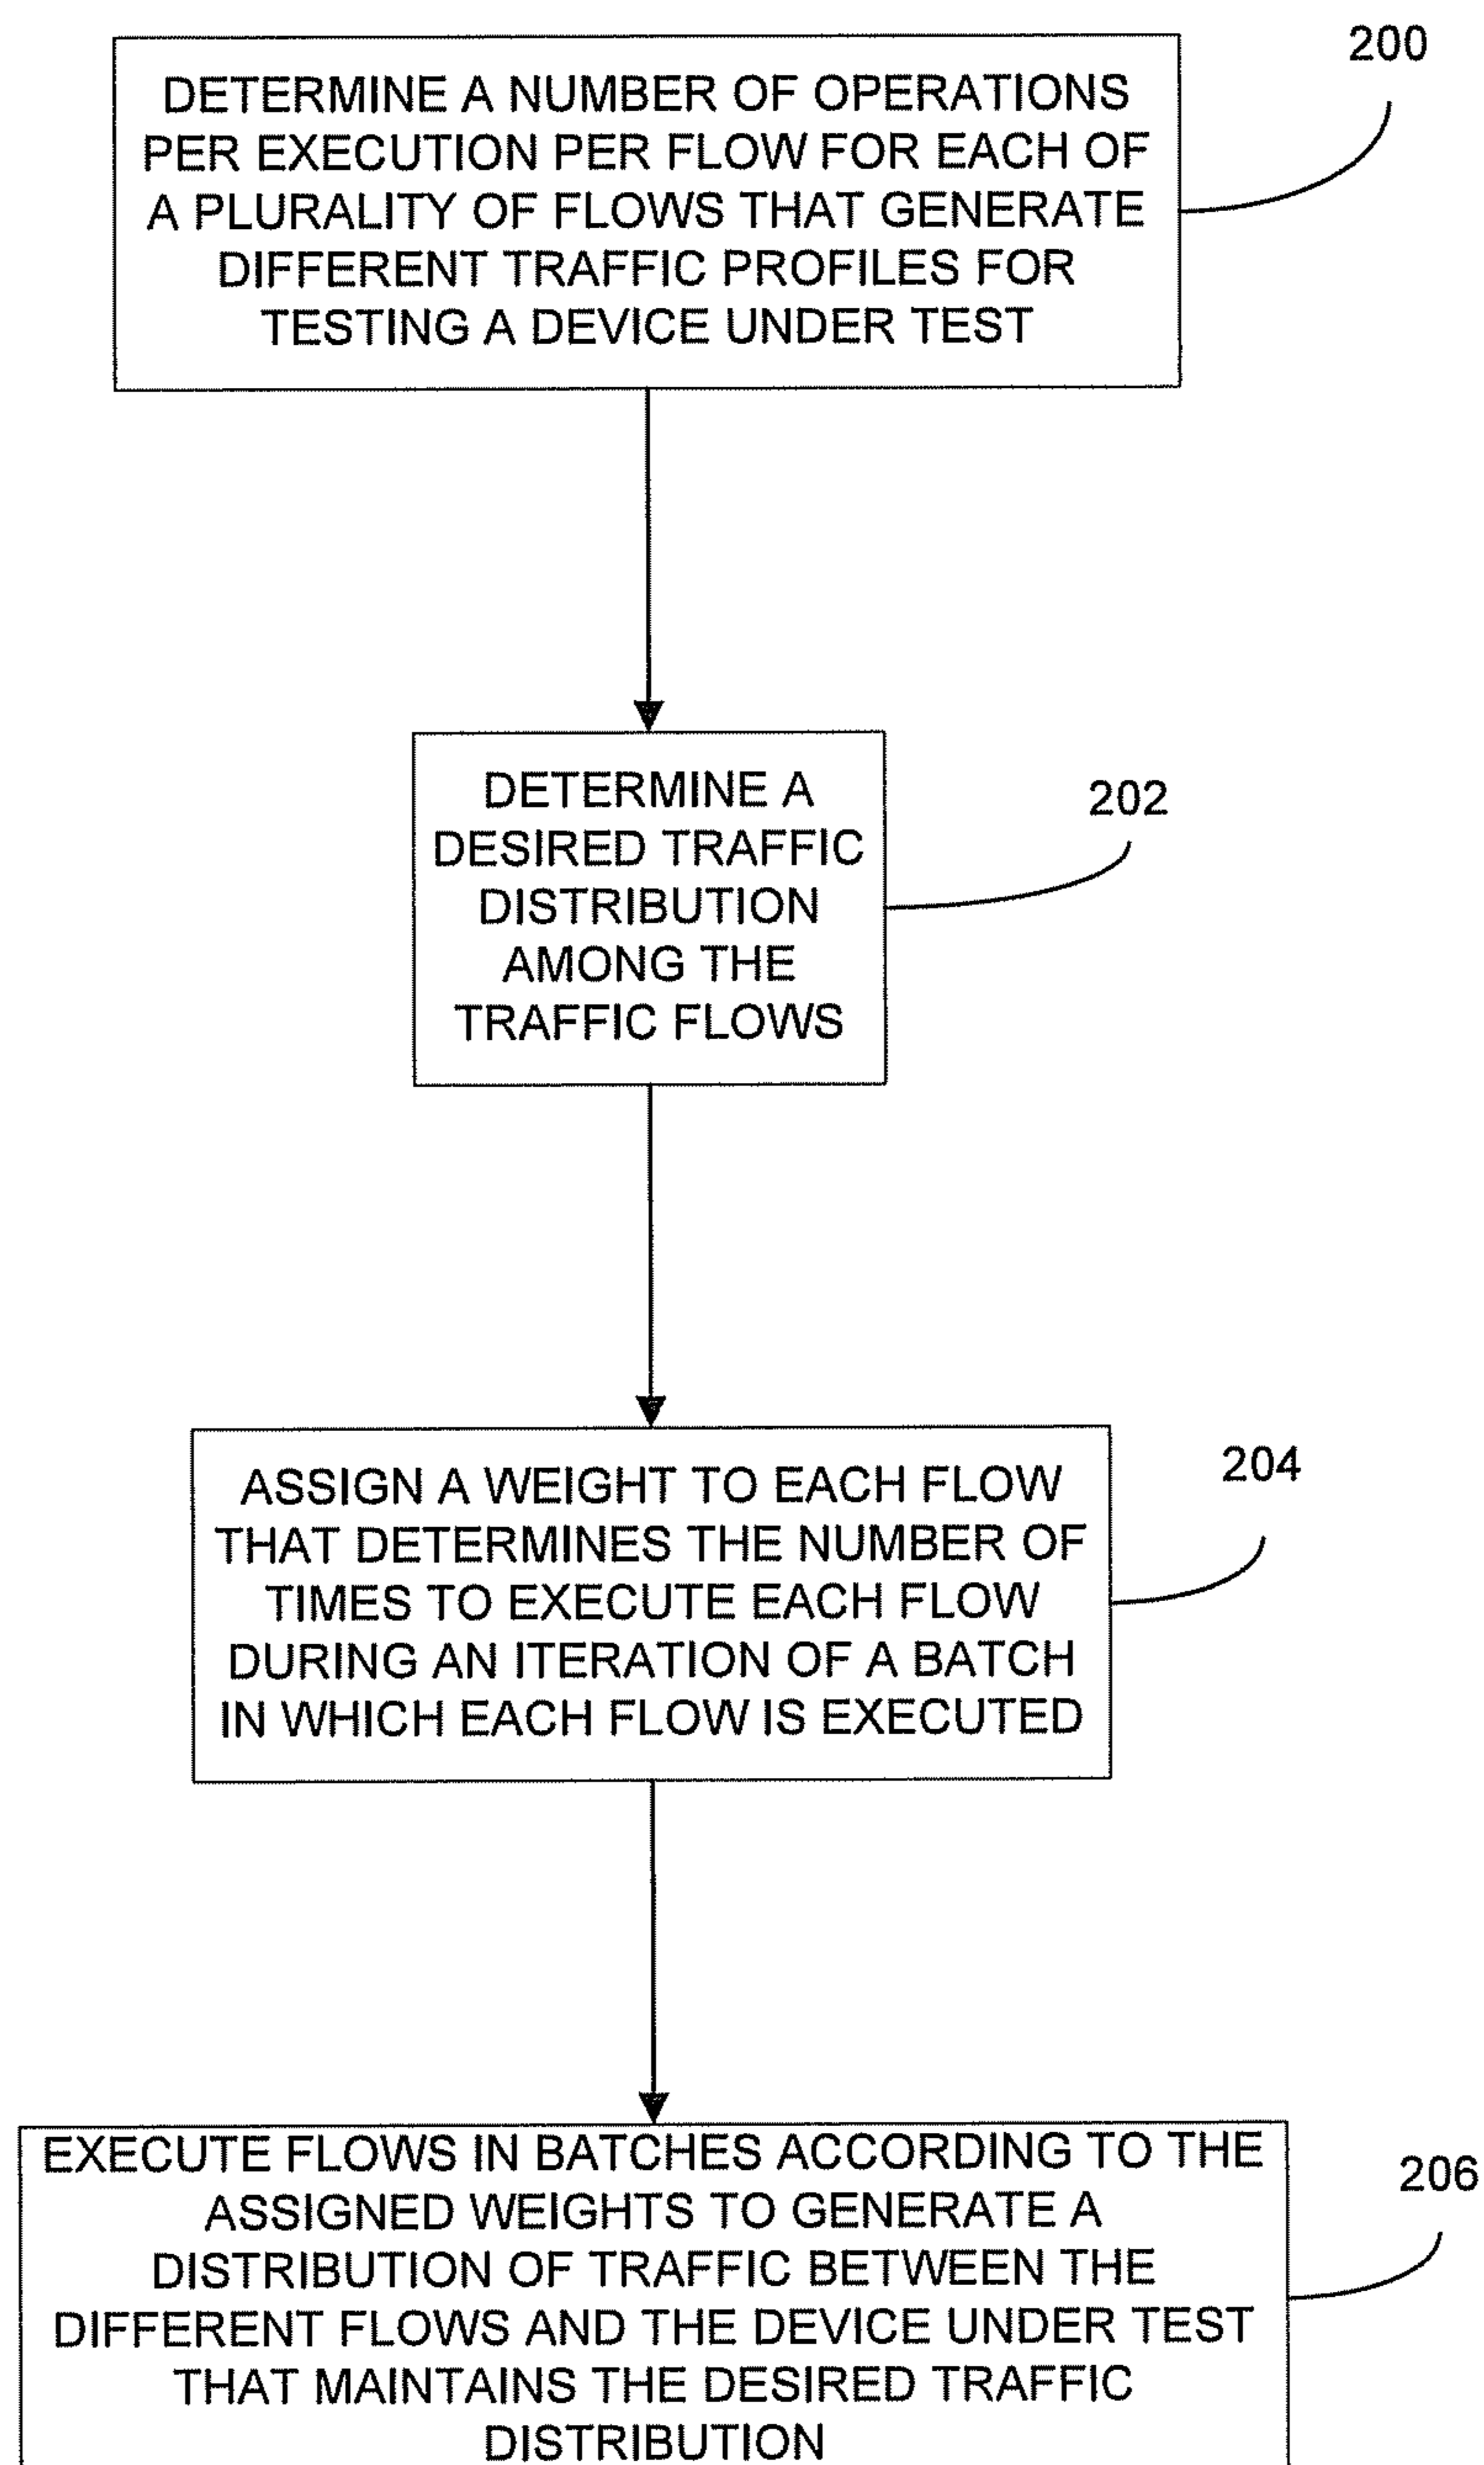 200
DETERMINE A NUMBER OF OPERATIONS
PER EXECUTION PER FLOW FOR EACH OF
A PLURALITY OF FLOWS THAT GENERATE
DIFFERENT TRAFFIC PROFILES FOR
TESTING A DEVICE UNDER TEST
202
DETERMINE A
DESIRED TRAFFIC
DISTRIBUTION
AMONG THE
TRAFFIC FLOWS
204
ASSIGN A WEIGHT TO EACH FLOW
THAT DETERMINES THE NUMBER OF
TIMES TO EXECUTE EACH FLOW
DURING AN ITERATION OF A BATCH
IN WHICH EACH FLOW IS EXECUTED
206
EXECUTE FLOWS IN BATCHES ACCORDING TO THE
ASSIGNED WEIGHTS TO GENERATE A
DISTRIBUTION OF TRAFFIC BETWEEN THE
DIFFERENT FLOWS AND THE DEVICE UNDER TEST
THAT MAINTAINS THE DESIRED TRAFFIC
DISTRIBUTION